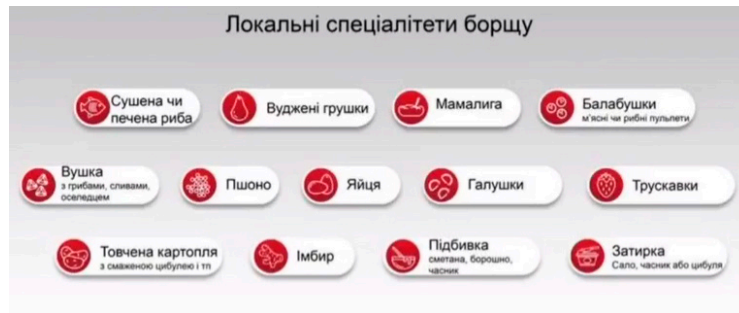 Локальні спеціалітети борщу
Сушена чи
печена риба
Вуджені грушки
Мамалига
Балабушки
м'ясні чи рибні пульпети
Вушка
з грибами, сливами,
оселедцем
Пшоно
Яйця
Галушки
Трускавки
Товчена картопля
з смаженою цибулею і тп
Імбир
Підбивка
сметана, борошно,
часник
Затирка
Сало, часник або цибуля